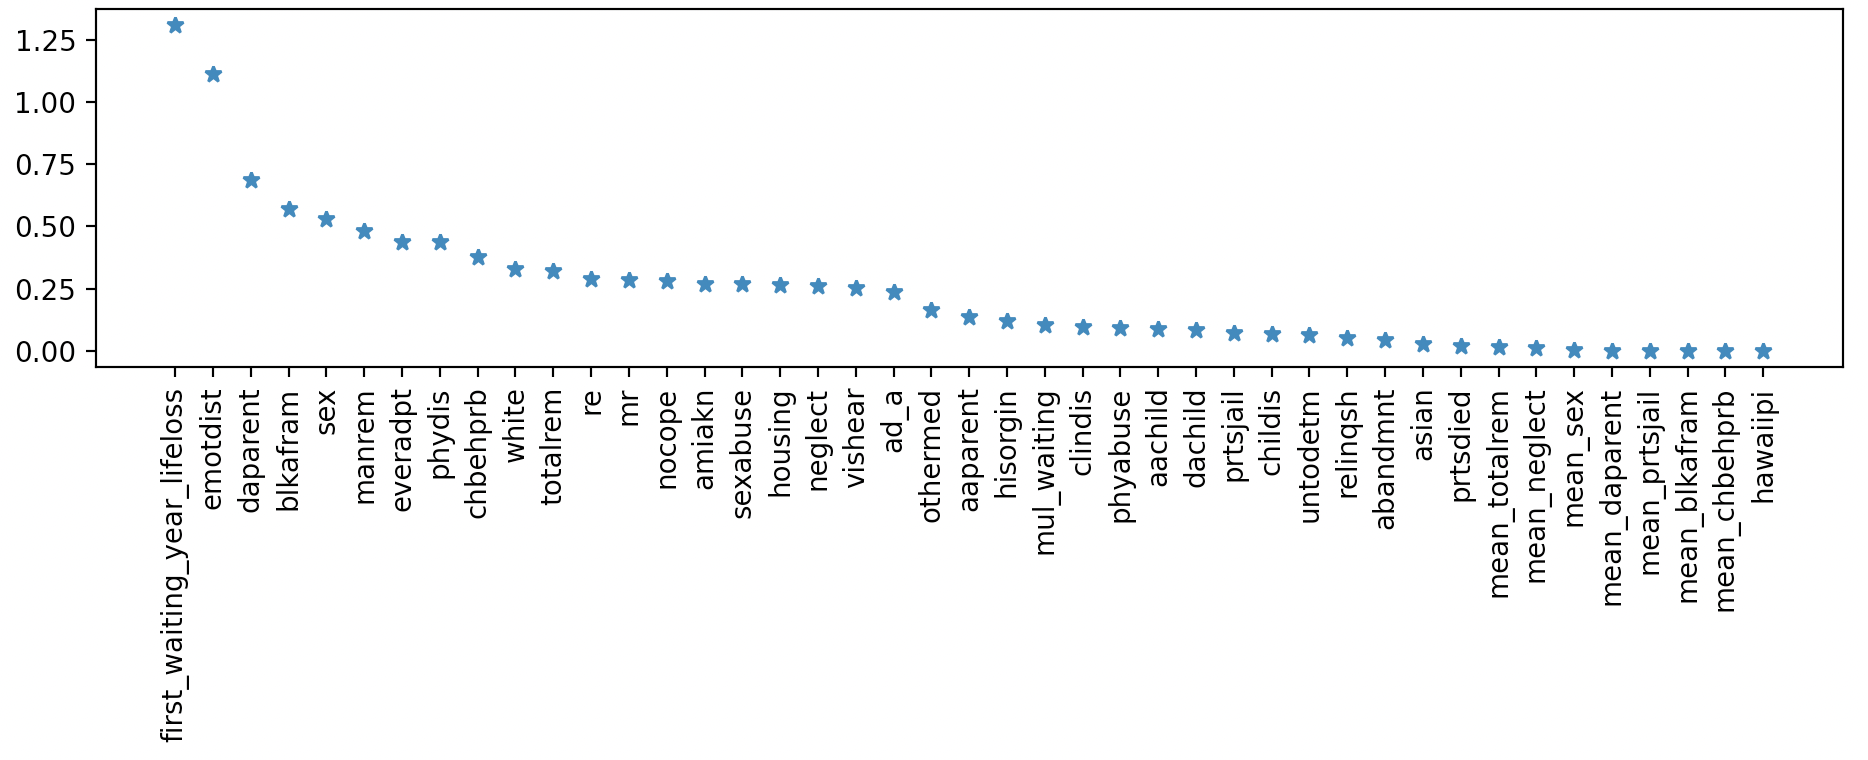 1.25
1.00
0.75
0.50
0.25
0.00
first_waiting_year_lifeloss
emotdist
daparent
blkafram
sex
manrem
everadpt
phydis
chbehprb
white
totalrem
re
mr
nocope
amiakn
sexabuse
housing
neglect
vishear
ad_a
othermed
aaparent
hisorgin
mul_waiting
clindis
phyabuse
aachild
dachild
prtsjail
childis
untodetm
relinqsh
abandmnt
asian
prtsdied
mean_totalrem
mean_neglect
mean_sex
mean_daparent
mean_prtsjail
mean_blkafram
mean_chbehprb
hawaiipi